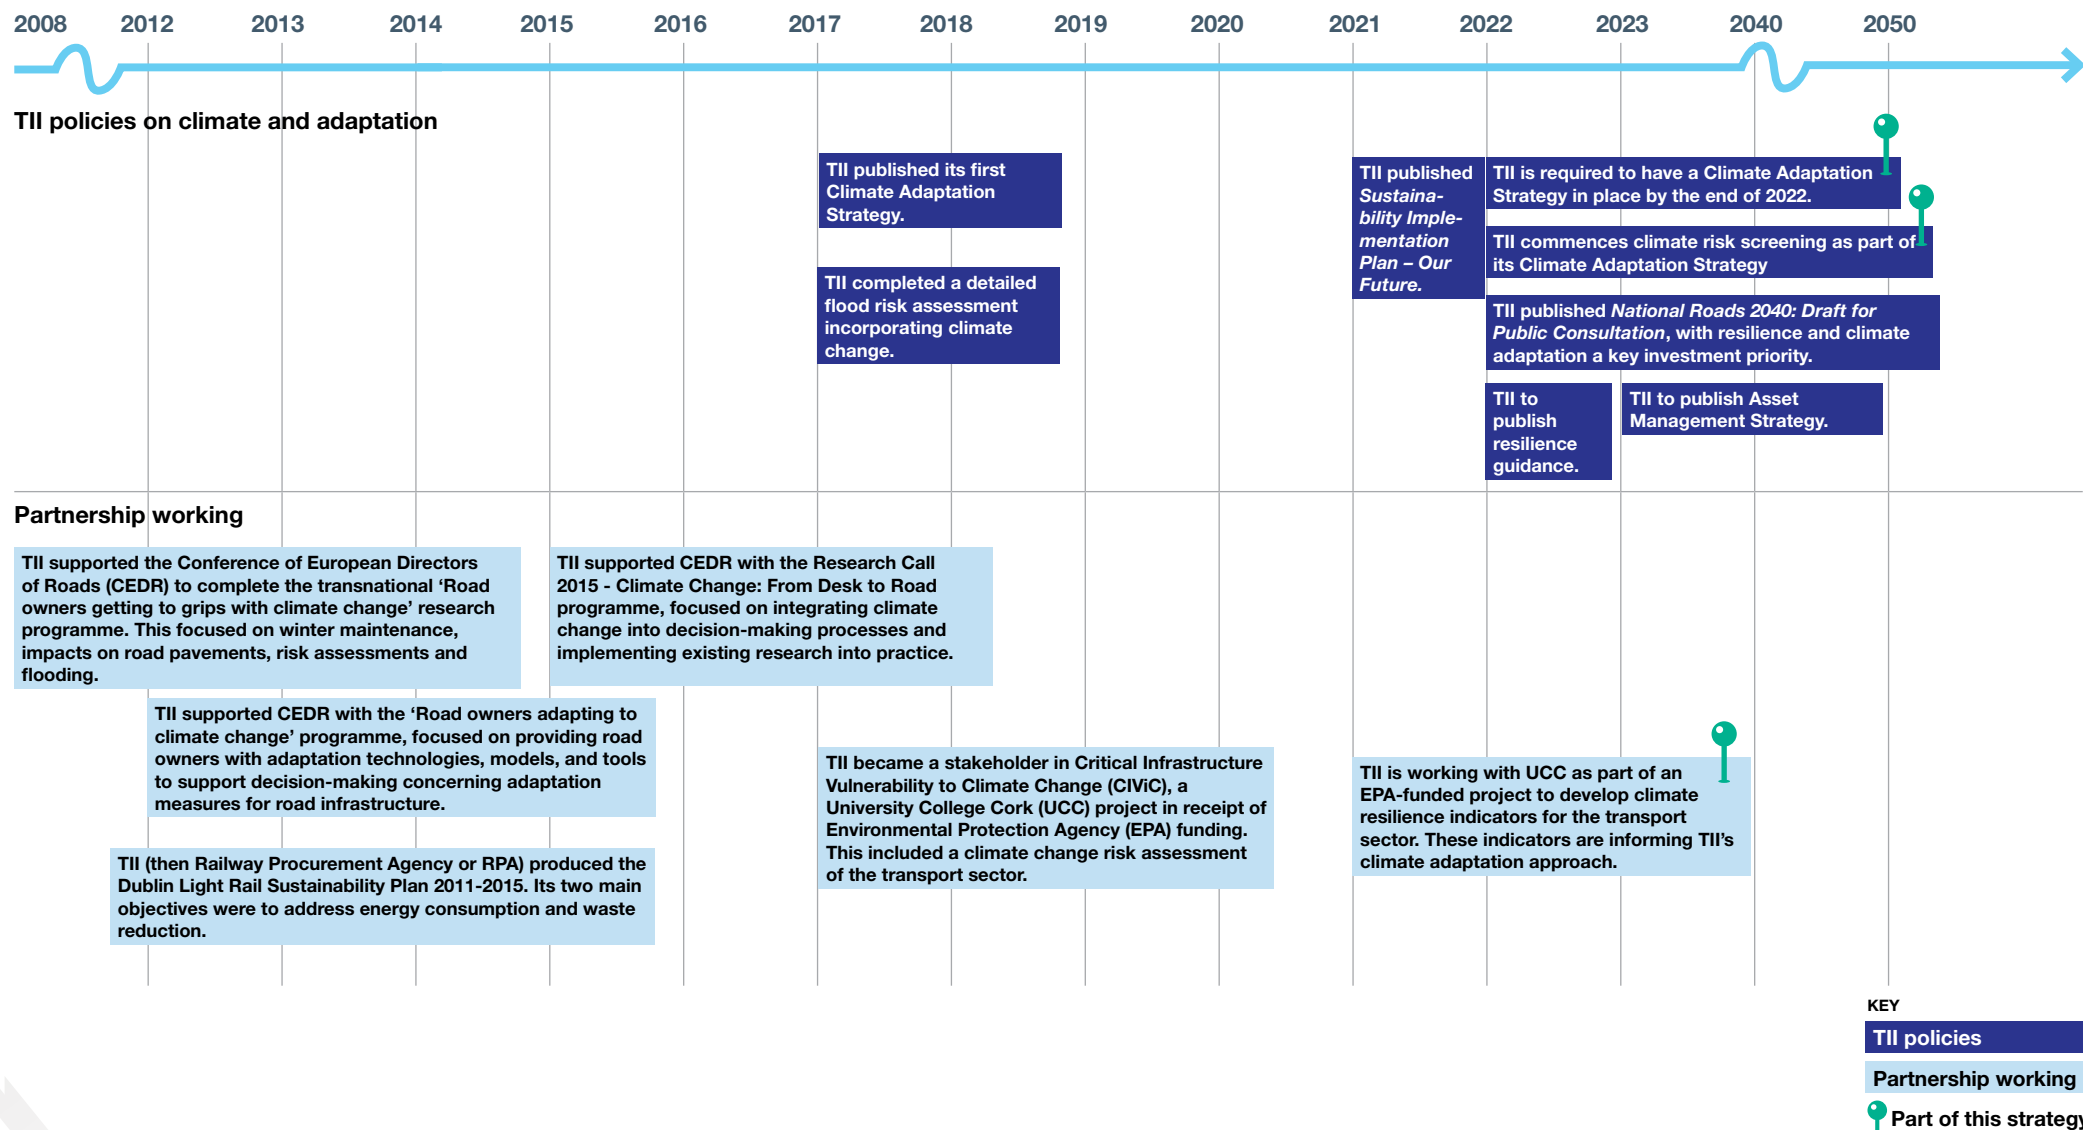 2008 2012 2013 2014 2015 2016 2017 2018 2019 2020 2021 2022 2023 2040 2050
TII policies on climate and adaptation
TII published its first
Climate Adaptation
Strategy.
TII completed a detailed
flood risk assessment
incorporating climate
change.
TII published
Sustaina-
bility Imple-
mentation
Plan – Our
Future.
TII is required to have a Climate Adaptation
Strategy in place by the end of 2022.
TII commences climate risk screening as part of
its Climate Adaptation Strategy
TII published National Roads 2040: Draft for
Public Consultation, with resilience and climate
adaptation a key investment priority.
TII to
publish
resilience
guidance.
TII to publish Asset
Management Strategy.
Partnership working
TII supported the Conference of European Directors
of Roads (CEDR) to complete the transnational ‘Road
owners getting to grips with climate change’ research
programme. This focused on winter maintenance,
impacts on road pavements, risk assessments and
flooding.
TII supported CEDR with the Research Call
2015 - Climate Change: From Desk to Road
programme, focused on integrating climate
change into decision-making processes and
implementing existing research into practice.
TII supported CEDR with the ‘Road owners adapting to
climate change’ programme, focused on providing road
owners with adaptation technologies, models, and tools
to support decision-making concerning adaptation
measures for road infrastructure.
TII (then Railway Procurement Agency or RPA) produced the
Dublin Light Rail Sustainability Plan 2011-2015. Its two main
objectives were to address energy consumption and waste
reduction.
TII became a stakeholder in Critical Infrastructure
Vulnerability to Climate Change (CIViC), a
University College Cork (UCC) project in receipt of
Environmental Protection Agency (EPA) funding.
This included a climate change risk assessment
of the transport sector.
TII is working with UCC as part of an
EPA-funded project to develop climate
resilience indicators for the transport
sector. These indicators are informing TII’s
climate adaptation approach.
KEY
TII policies
Partnership working
Part of this strategy